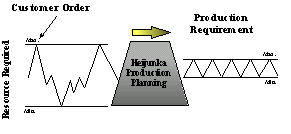 Customer Order
Production
Requirement
Max.
Resource Required
Heijunka
Production
Planning
Max.
Min.
Min.